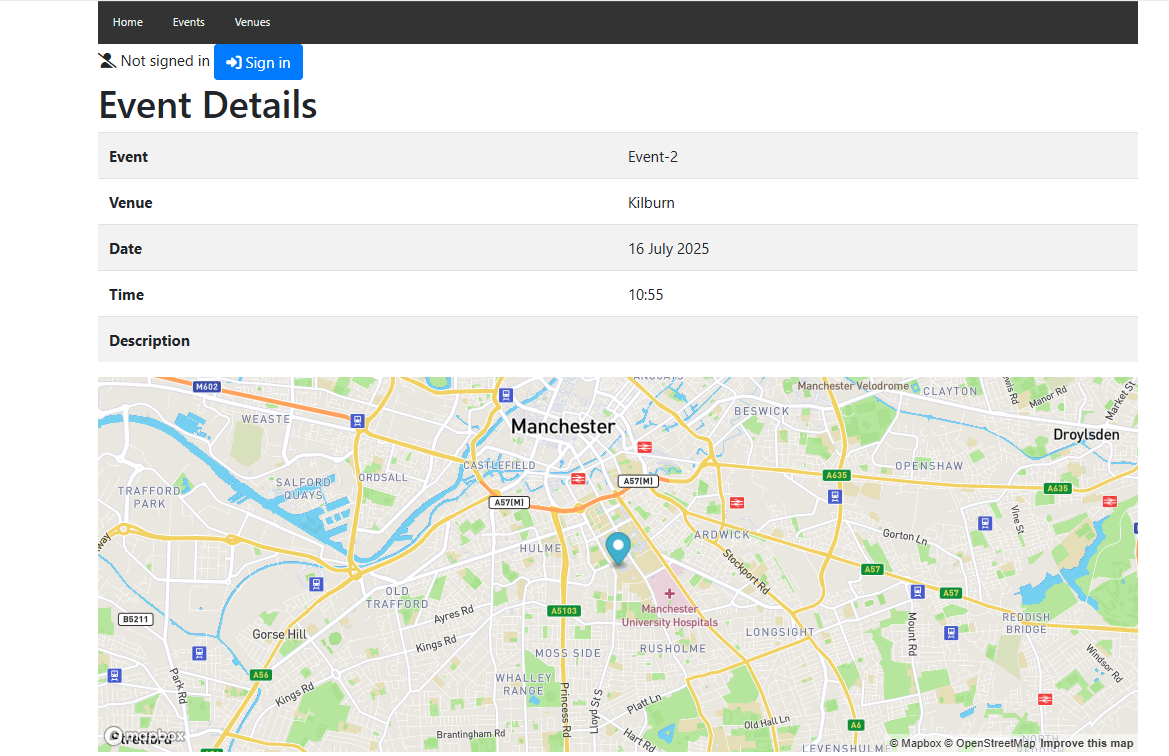 Home Events Venues
Not signed in Sign in
Event Details
Event Event-2
Venue Kilburn
Date 16 July 2025
Time 10:55
Description
M602
Manchester Velodrome
CLAYTON
Manor Rd
Market St
WEASTE
BESWICK
Manchester
Droylsden
CASTLEFIELD
OPENSHAW
TRAFFORD
PARK
SALFORD
QUAYS
ORDSALL
A57(M)
A635
A635
A57(M)
Vine St
HULME
ARDWICK
Gorton Ln
Stockport Rd
A57
OLD
TRAFFORD
A57
B5211
Ayres Rd
A5103
Manchester
University Hospitals
REDDISH
BRIDGE
Gorse Hill
Kings Rd
LONGSIGHT
Mount Rd
MOSS SIDE
RUSHOLME
Windsor Rd
Park Rd
A56
Kings Rd
WHALLEY
RANGE
Princess Rd
Lloyd St S
Platt Ln
Old Hall Ln
A6
mapbox
Stretford
Brantingham Rd
Hart Rd
NORTH
© Mapbox © OpenStreetMap Improve this map